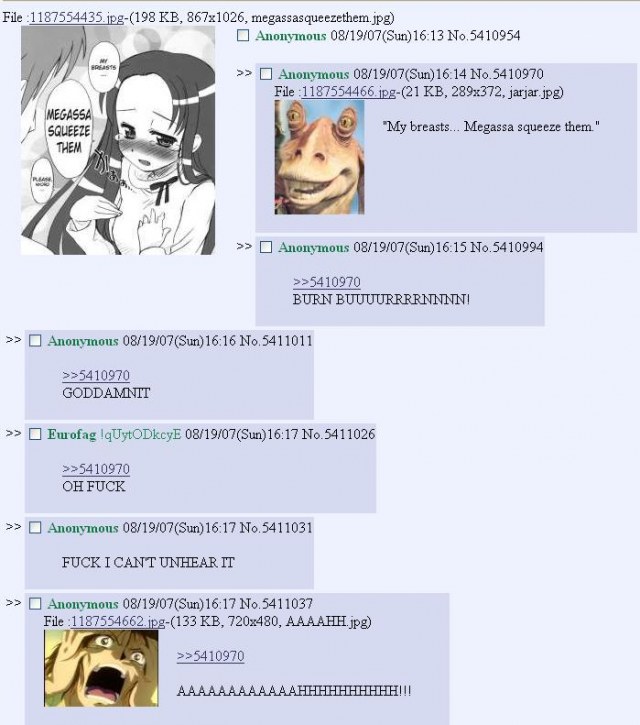 File :1187554435.jpg-(198 KB, 867x1026, megassasqueezethem.jpg)
MY
BREASTS
...
MEGASSA
SQUEEZE
THEM
PLEASE,
MORE!
...
Anonymous 08/19/07(Sun)16:13 No.5410954
>> Anonymous 08/19/07(Sun)16:14 No.5410970
File :1187554466.jpg-(21 KB, 289x372, jarjar.jpg)
"My breasts... Megassa squeeze them."
>> Anonymous 08/19/07(Sun)16:15 No.5410994
>>5410970
BURN BUUUURRRRNNNN!
>> Anonymous 08/19/07(Sun)16:16 No.5411011
>>5410970
GODDAMNIT
>> Eurofag !qUytODkcyE 08/19/07(Sun)16:17 No.5411026
>>5410970
OH FUCK
>> Anonymous 08/19/07(Sun)16:17 No.5411031
FUCK I CAN'T UNHEAR IT
>> Anonymous 08/19/07(Sun)16:17 No.5411037
File :1187554662.jpg-(133 KB, 720x480, AAAAHH.jpg)
>>5410970
AAAAAAAAAAAAHHHHHHHHHH!!!